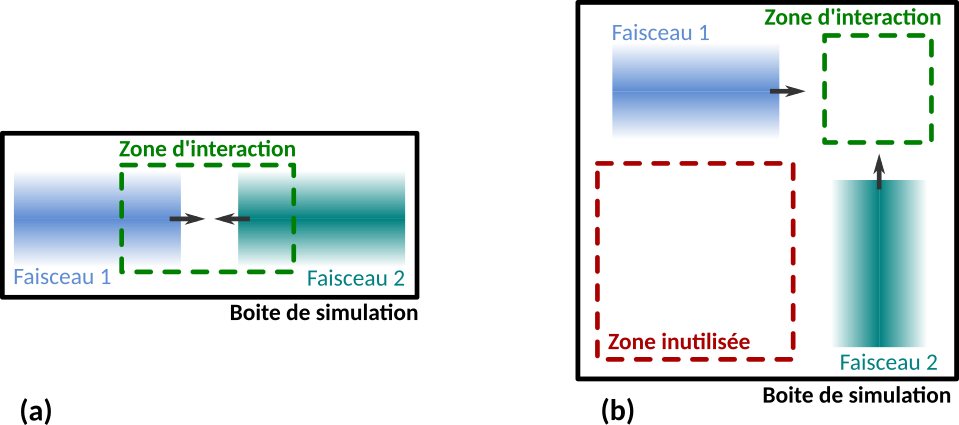 Zone d'interaction
Faisceau 1
Faisceau 2
Boite de simulation
(a)
Zone d'interaction
Faisceau 1
Zone inutilisée
Faisceau 2
Boite de simulation
(b)